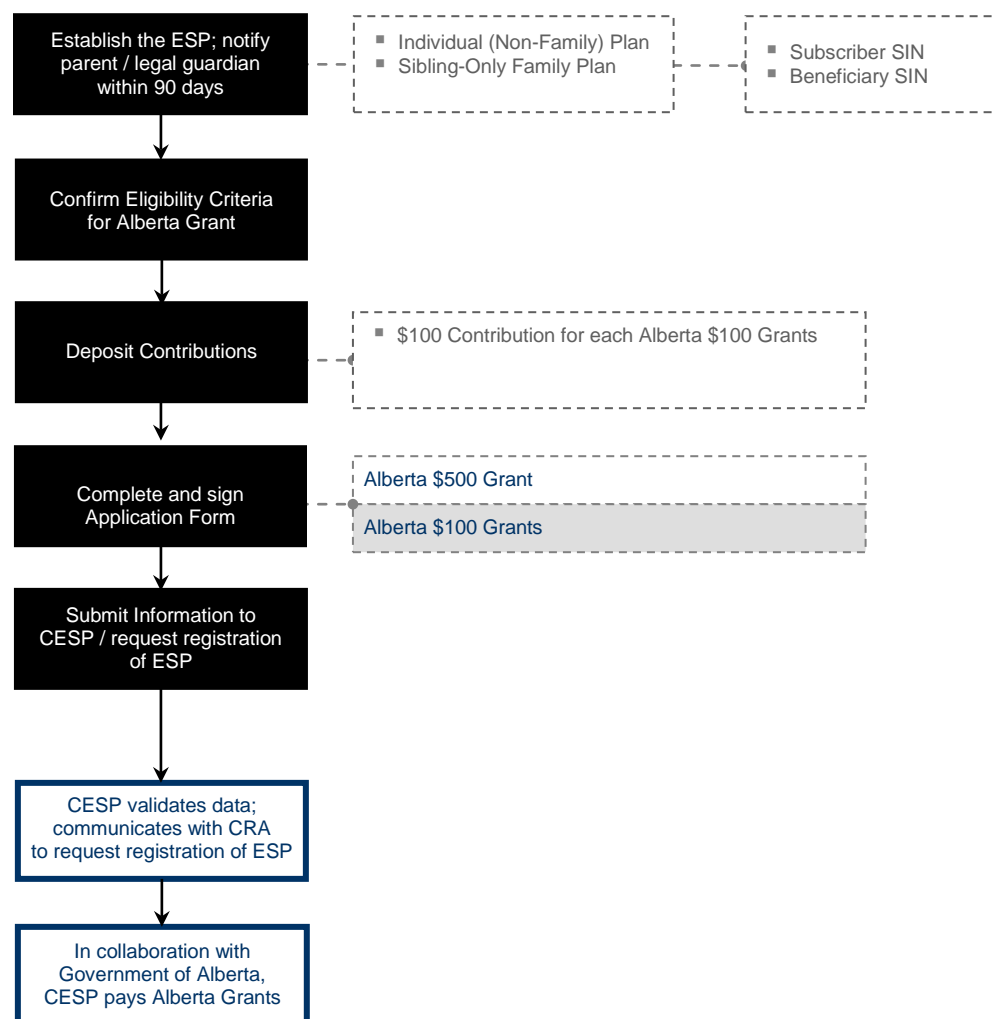 Establish the ESP; notify
parent / legal guardian
within 90 days
▪ Individual (Non-Family) Plan
▪ Sibling-Only Family Plan
▪ Subscriber SIN
▪ Beneficiary SIN
Confirm Eligibility Criteria
for Alberta Grant
Deposit Contributions
▪ $100 Contribution for each Alberta $100 Grants
Complete and sign
Application Form
Alberta $500 Grant
Alberta $100 Grants
Submit Information to
CESP / request registration
of ESP
CESP validates data;
communicates with CRA
to request registration of ESP
In collaboration with
Government of Alberta,
CESP pays Alberta Grants